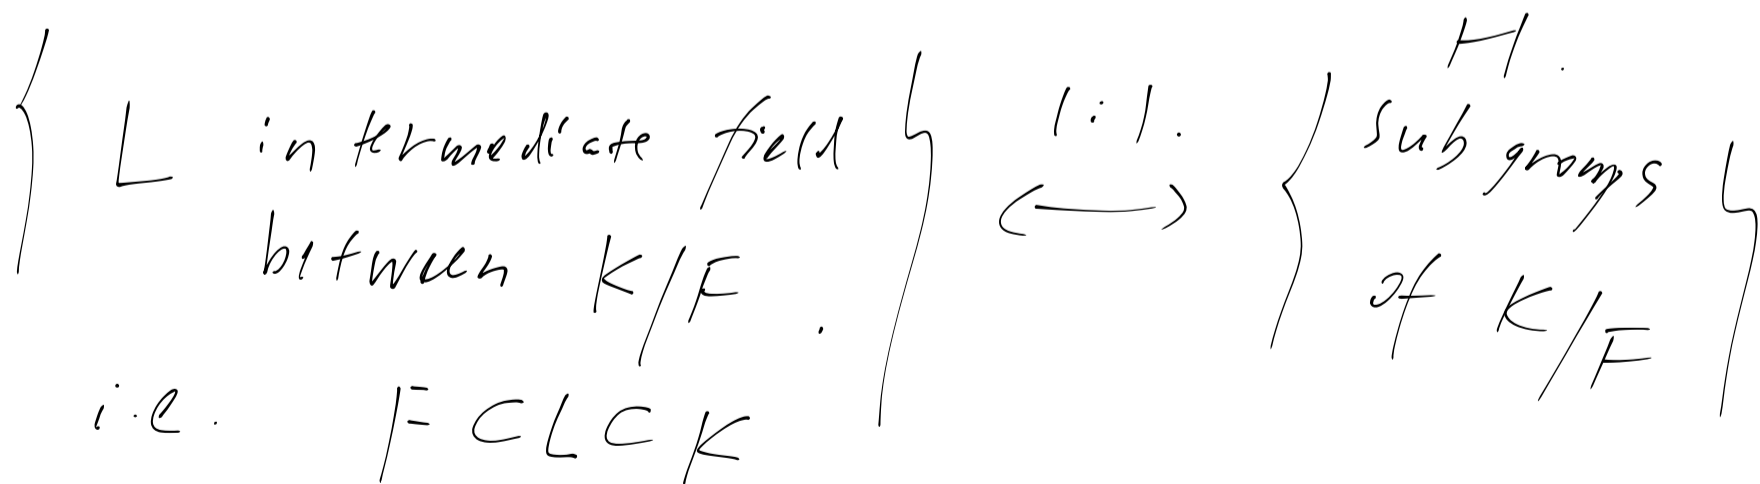 { L intermediate field between K/F. i.e. F ⊂ L ⊂ K } 1:1. ⟷ { H. subgroups of K/F }